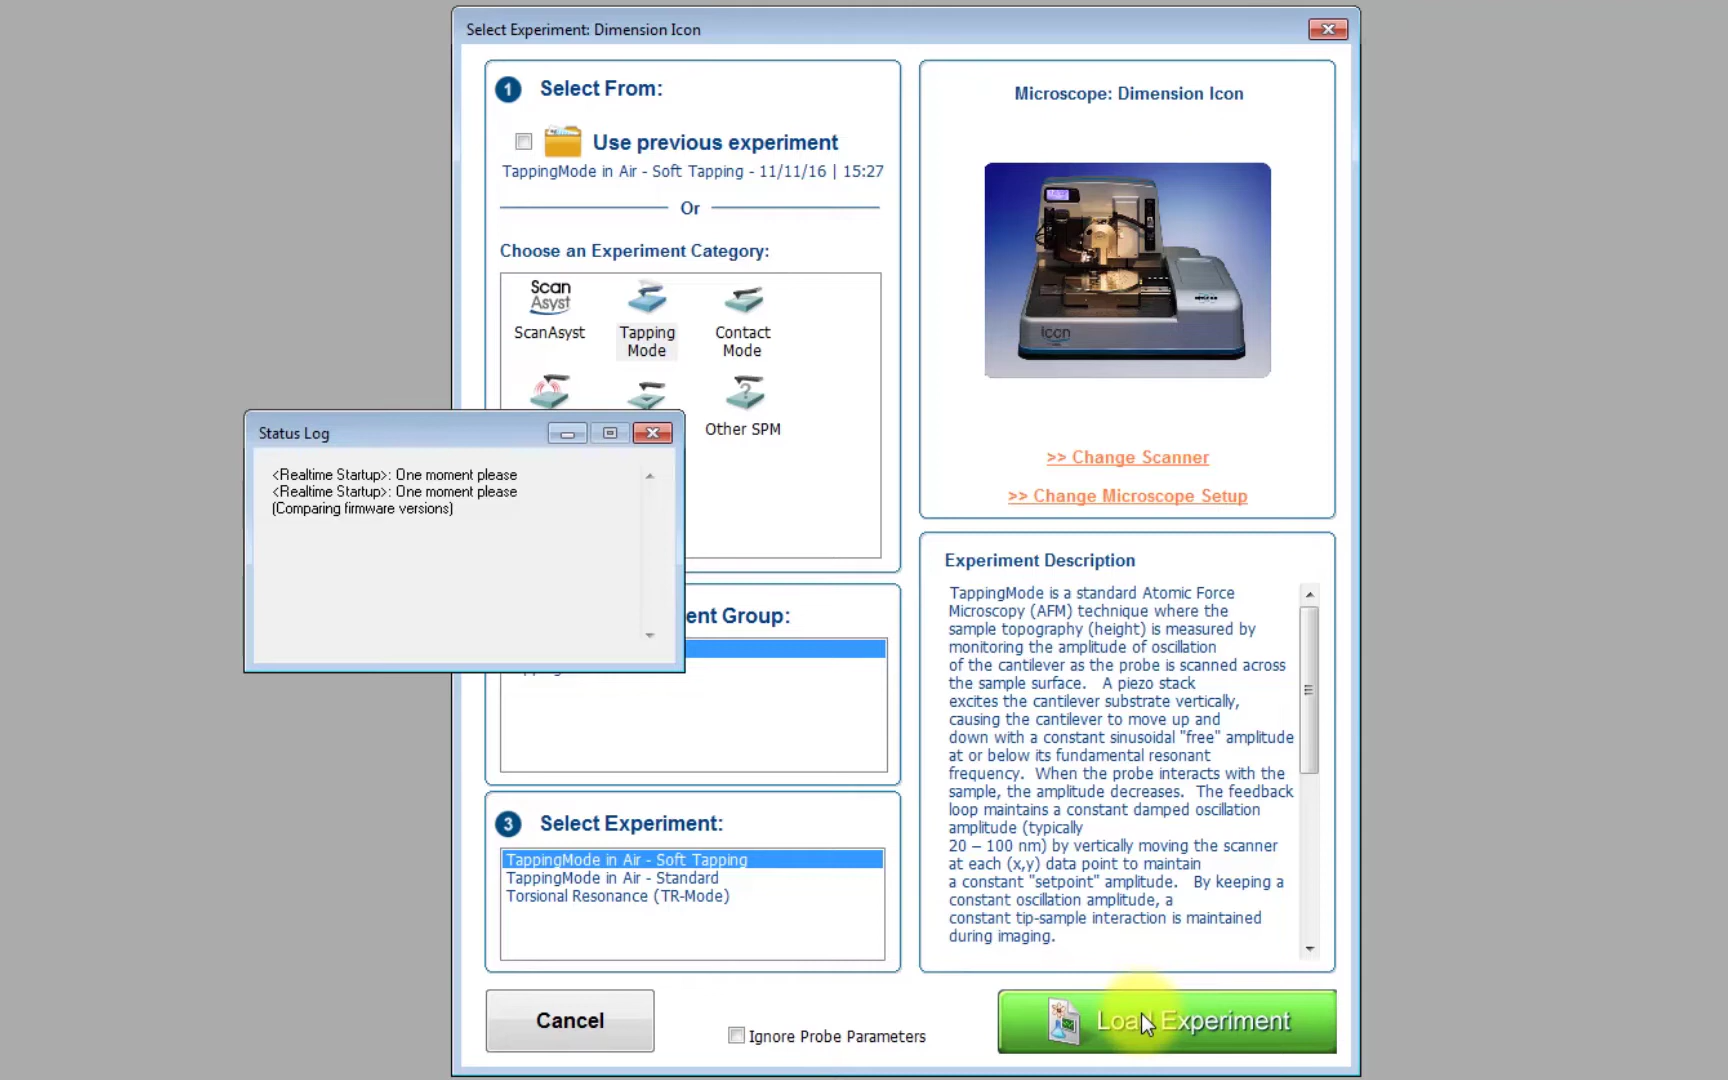 Select Experiment: Dimension Icon
1 Select From:
Use previous experiment
TappingMode in Air - Soft Tapping - 11/11/16 | 15:27
Or
Choose an Experiment Category:
Scan
Asyst
ScanAsyst
Tapping
Mode
Contact
Mode
Other SPM
Status Log
<Realtime Startup>: One moment please
<Realtime Startup>: One moment please
(Comparing firmware versions)
ent Group:
3 Select Experiment:
TappingMode in Air - Soft Tapping
TappingMode in Air - Standard
Torsional Resonance (TR-Mode)
Cancel
Ignore Probe Parameters
Microscope: Dimension Icon
icon
>> Change Scanner
>> Change Microscope Setup
Experiment Description
TappingMode is a standard Atomic Force
Microscopy (AFM) technique where the
sample topography (height) is measured by
monitoring the amplitude of oscillation
of the cantilever as the probe is scanned across
the sample surface. A piezo stack
excites the cantilever substrate vertically,
causing the cantilever to move up and
down with a constant sinusoidal "free" amplitude
at or below its fundamental resonant
frequency. When the probe interacts with the
sample, the amplitude decreases. The feedback
loop maintains a constant damped oscillation
amplitude (typically
20 – 100 nm) by vertically moving the scanner
at each (x,y) data point to maintain
a constant "setpoint" amplitude. By keeping a
constant oscillation amplitude, a
constant tip-sample interaction is maintained
during imaging.
Load Experiment